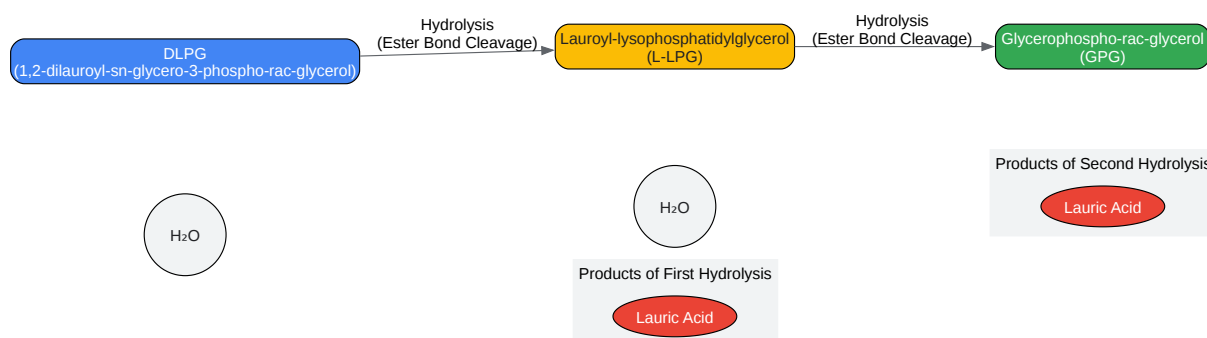 DLPG
(1,2-dilauroyl-sn-glycero-3-phospho-rac-glycerol)
Hydrolysis
(Ester Bond Cleavage)
Lauroyl-lysophosphatidylglycerol
(L-LPG)
Hydrolysis
(Ester Bond Cleavage)
Glycerophospho-rac-glycerol
(GPG)
H₂O
H₂O
Products of First Hydrolysis
Lauric Acid
Products of Second Hydrolysis
Lauric Acid